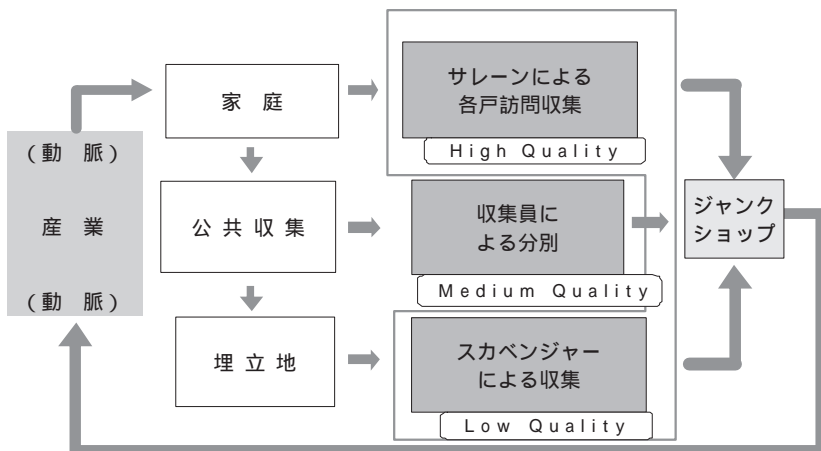 (動 脈)
産 業
(動 脈)
家 庭
公共収集
埋立地
サレーンによる
各戸訪問収集
High Quality
収集員に
よる分別
Medium Quality
スカベンジャー
による収集
Low Quality
ジャンク
ショップ